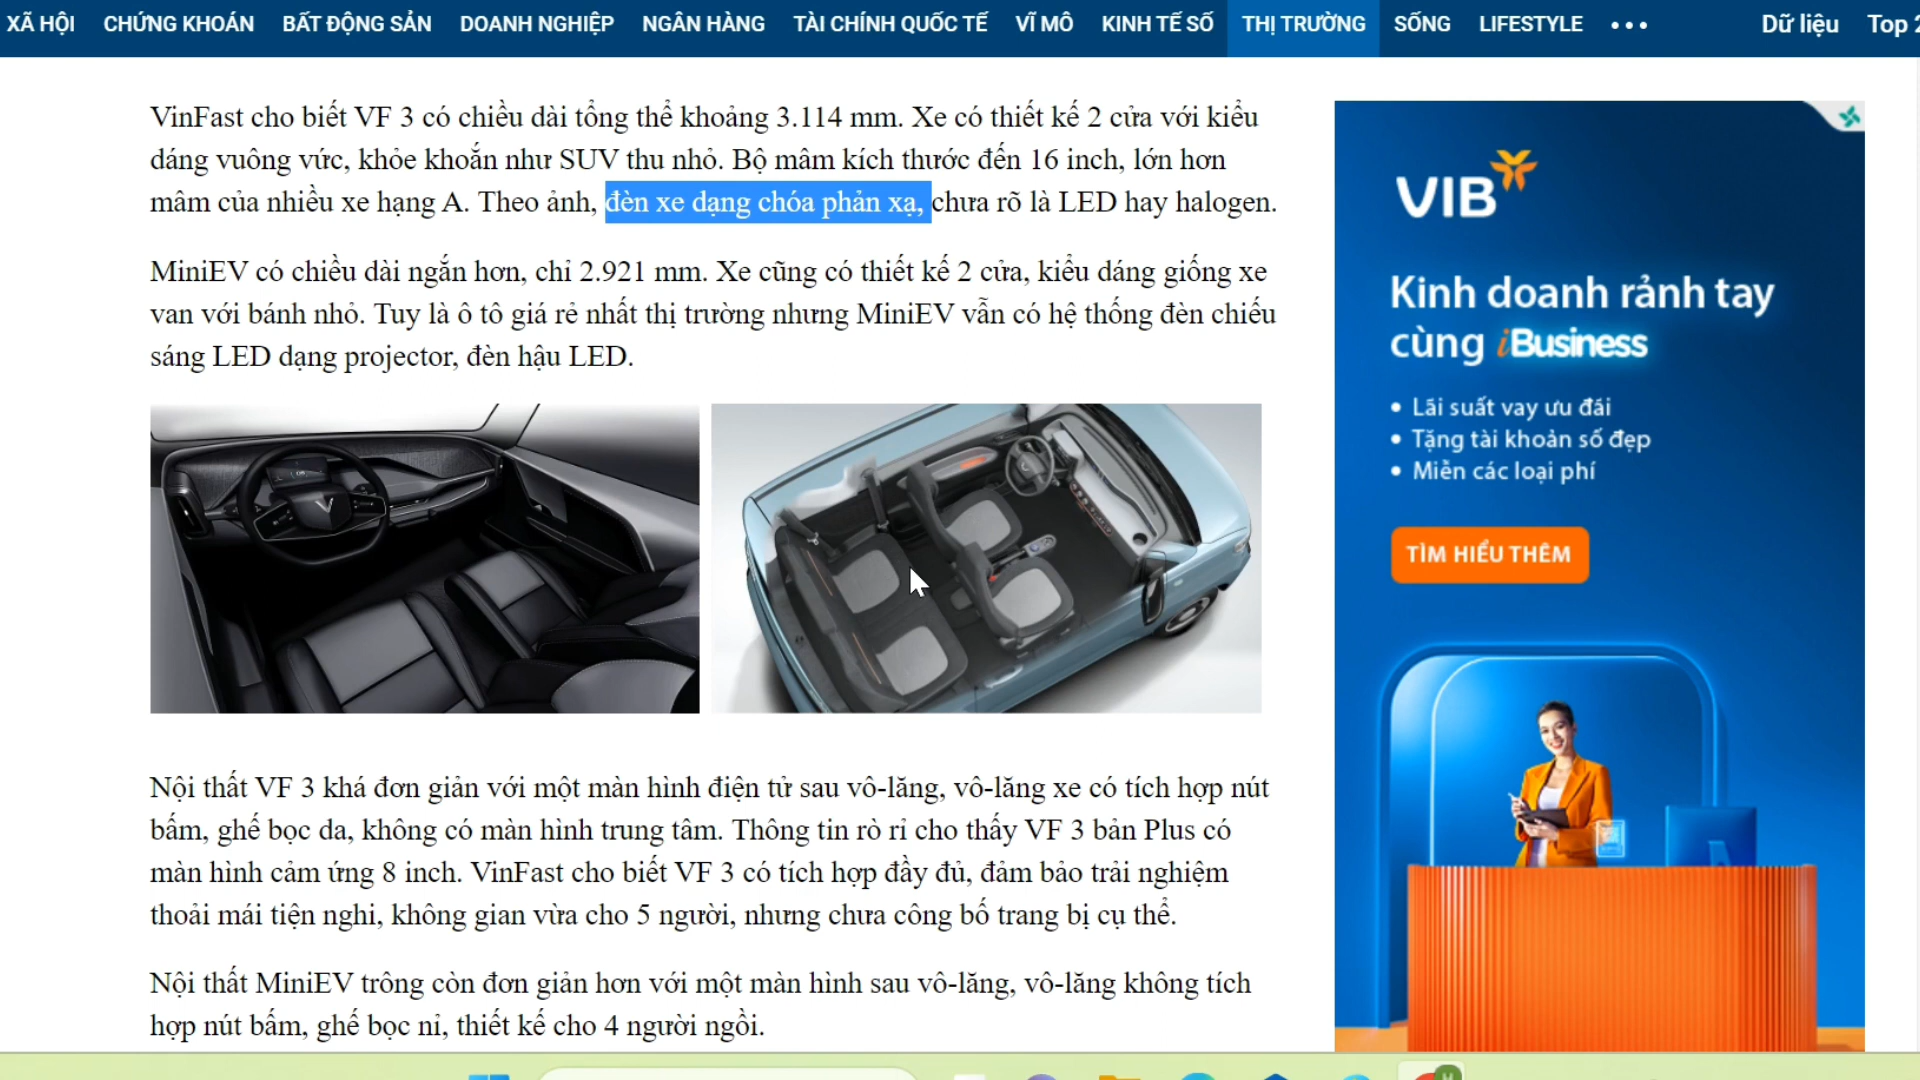 XÃ HỘI CHỨNG KHOÁN BẤT ĐỘNG SẢN DOANH NGHIỆP NGÂN HÀNG TÀI CHÍNH QUỐC TẾ VĨ MÔ KINH TẾ SỐ THỊ TRƯỜNG SỐNG LIFESTYLE Dữ liệu Top 2
VinFast cho biết VF 3 có chiều dài tổng thể khoảng 3.114 mm. Xe có thiết kế 2 cửa với kiểu
dáng vuông vức, khỏe khoắn như SUV thu nhỏ. Bộ mâm kích thước đến 16 inch, lớn hơn
mâm của nhiều xe hạng A. Theo ảnh, đèn xe dạng chóa phản xạ, chưa rõ là LED hay halogen.
MiniEV có chiều dài ngắn hơn, chỉ 2.921 mm. Xe cũng có thiết kế 2 cửa, kiểu dáng giống xe
van với bánh nhỏ. Tuy là ô tô giá rẻ nhất thị trường nhưng MiniEV vẫn có hệ thống đèn chiếu
sáng LED dạng projector, đèn hậu LED.
Nội thất VF 3 khá đơn giản với một màn hình điện tử sau vô-lăng, vô-lăng xe có tích hợp nút
bấm, ghế bọc da, không có màn hình trung tâm. Thông tin rò rỉ cho thấy VF 3 bản Plus có
màn hình cảm ứng 8 inch. VinFast cho biết VF 3 có tích hợp đầy đủ, đảm bảo trải nghiệm
thoải mái tiện nghi, không gian vừa cho 5 người, nhưng chưa công bố trang bị cụ thể.
Nội thất MiniEV trông còn đơn giản hơn với một màn hình sau vô-lăng, vô-lăng không tích
hợp nút bấm, ghế bọc nỉ, thiết kế cho 4 người ngồi.
VIB
Kinh doanh rảnh tay
cùng iBusiness
• Lãi suất vay ưu đãi
• Tặng tài khoản số đẹp
• Miễn các loại phí
TÌM HIỂU THÊM